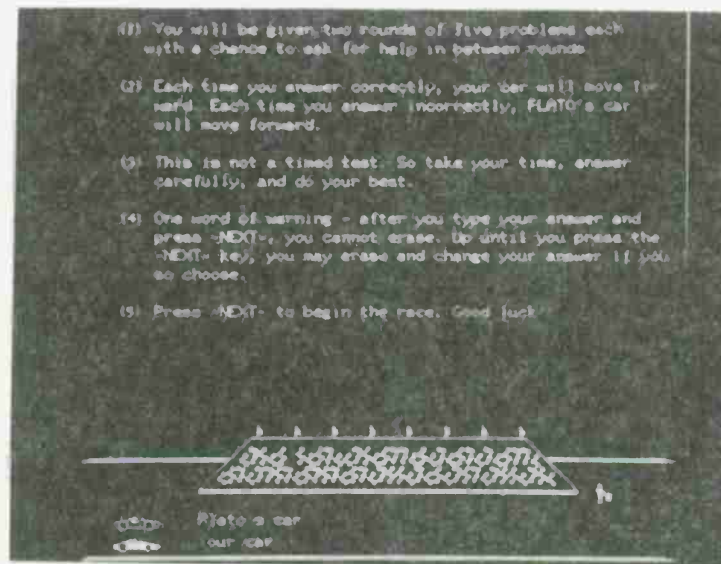 (1) You will be given two rounds of five problems each
with a chance to ask for help in between rounds.
(2) Each time you answer correctly, your car will move for-
ward. Each time you answer incorrectly, PLATO's car
will move forward.
(3) This is not a timed test. So take your time, answer
carefully, and do your best.
(4) One word of warning - after you type your answer and
press -NEXT-, you cannot erase. Up until you press the
-NEXT- key, you may erase and change your answer if you
so choose.
(5) Press -NEXT- to begin the race. Good luck!
Plato's car
Your car